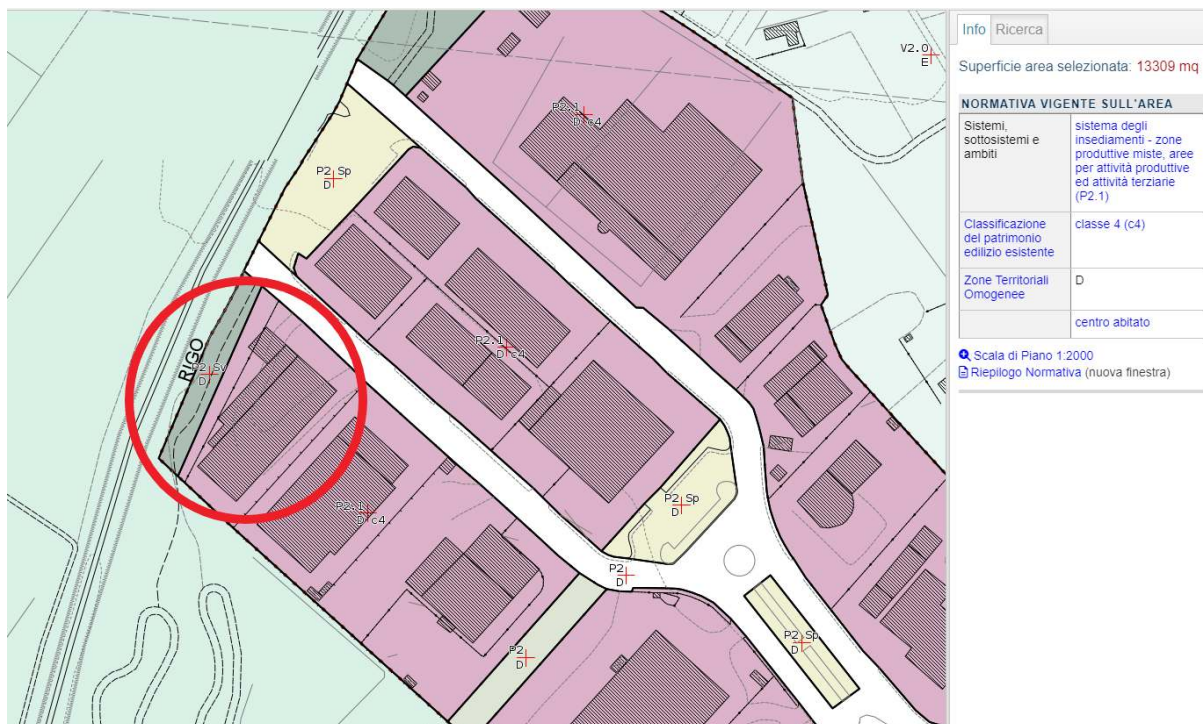 V2.0
E
P2.1
D c4
P2 Sp
D
P2.1
D c4
RIGO
P2 Sv
D
P2.1
D c4
P2 Sp
D
P2
D
P2 Sp
D
P2
D
Info Ricerca
Superficie area selezionata: 13309 mq
NORMATIVA VIGENTE SULL'AREA
Sistemi,
sottosistemi e
ambiti
sistema degli
insediamenti - zone
produttive miste, aree
per attività produttive
ed attività terziarie
(P2.1)
Classificazione
del patrimonio
edilizio esistente
classe 4 (c4)
Zone Territoriali
Omogenee
D
centro abitato
Scala di Piano 1:2000
Riepilogo Normativa (nuova finestra)